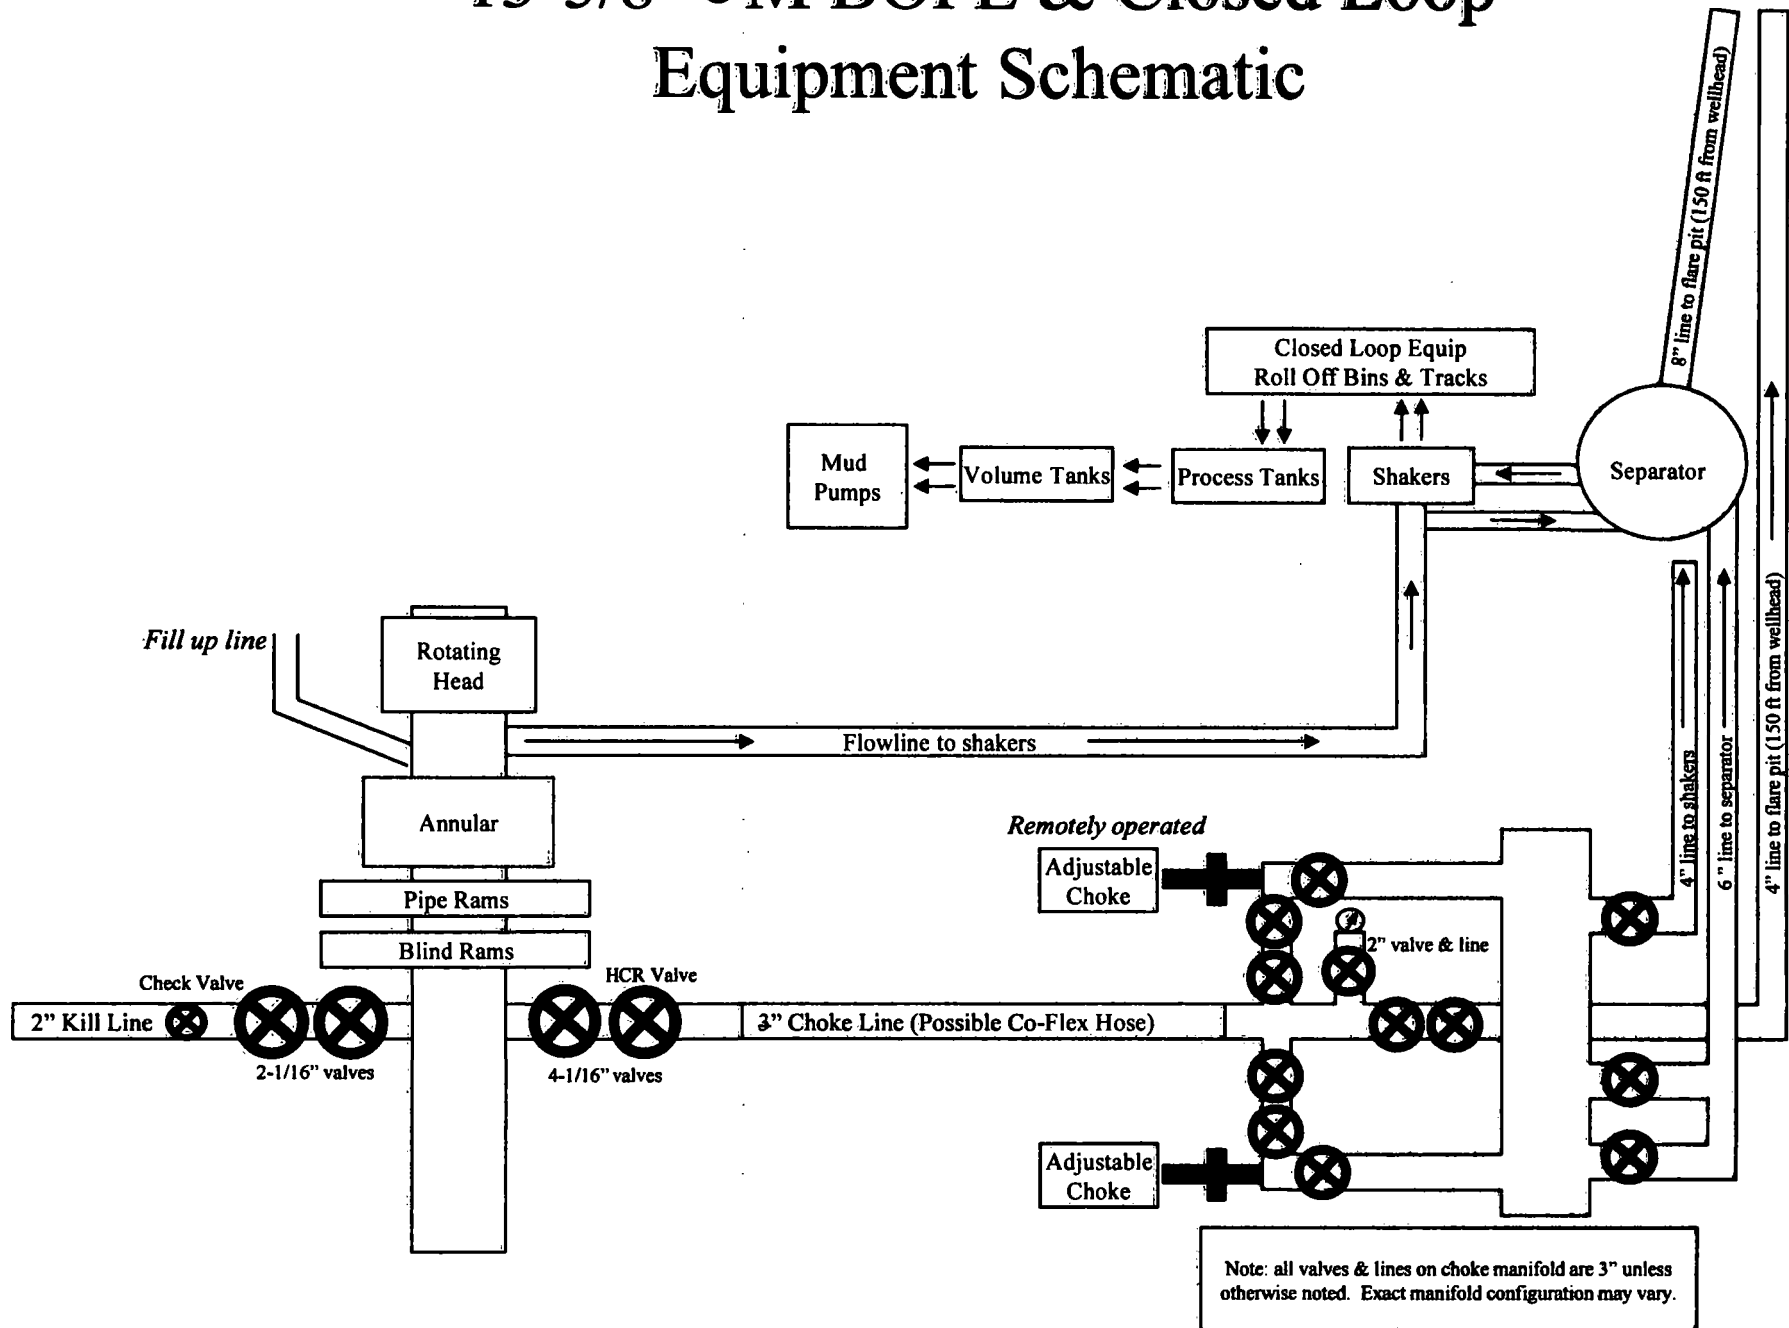 BOPE & Closed Loop
Equipment Schematic
8" line to flare pit (150 ft from wellhead)
Closed Loop Equip
Roll Off Bins & Tracks
Mud
Pumps
Volume Tanks
Process Tanks
Shakers
Separator
Fill up line
Rotating
Head
Flowline to shakers
Annular
Pipe Rams
Blind Rams
Remotely operated
Adjustable
Choke
2" valve & line
4" line to shakers
6" line to separator
4" line to flare pit (150 ft from wellhead)
Check Valve
HCR Valve
2" Kill Line
3" Choke Line (Possible Co-Flex Hose)
2-1/16" valves
4-1/16" valves
Adjustable
Choke
Note: all valves & lines on choke manifold are 3" unless
otherwise noted. Exact manifold configuration may vary.